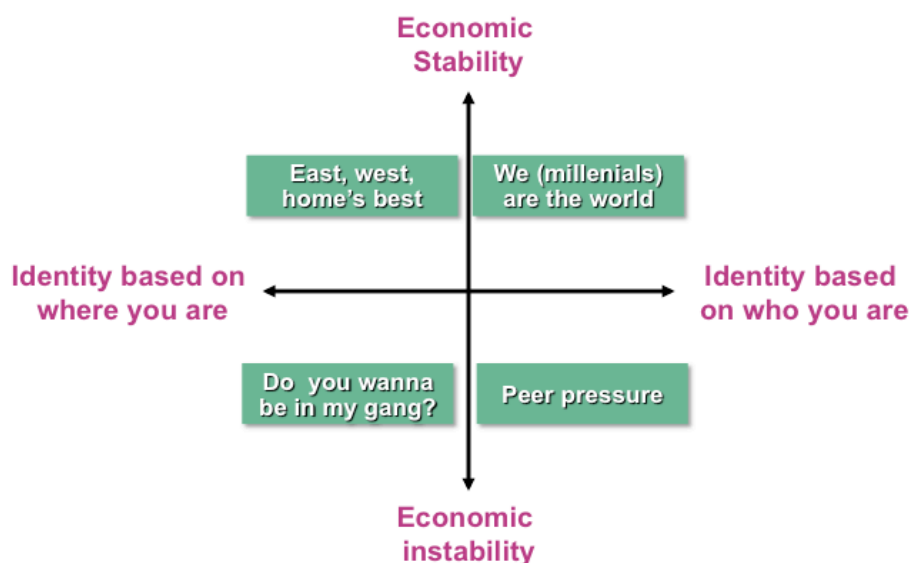 Economic
Stability
East, west,
home's best
We (millenials)
are the world
Identity based on
where you are
Identity based
on who you are
Do you wanna
be in my gang?
Peer pressure
Economic
instability